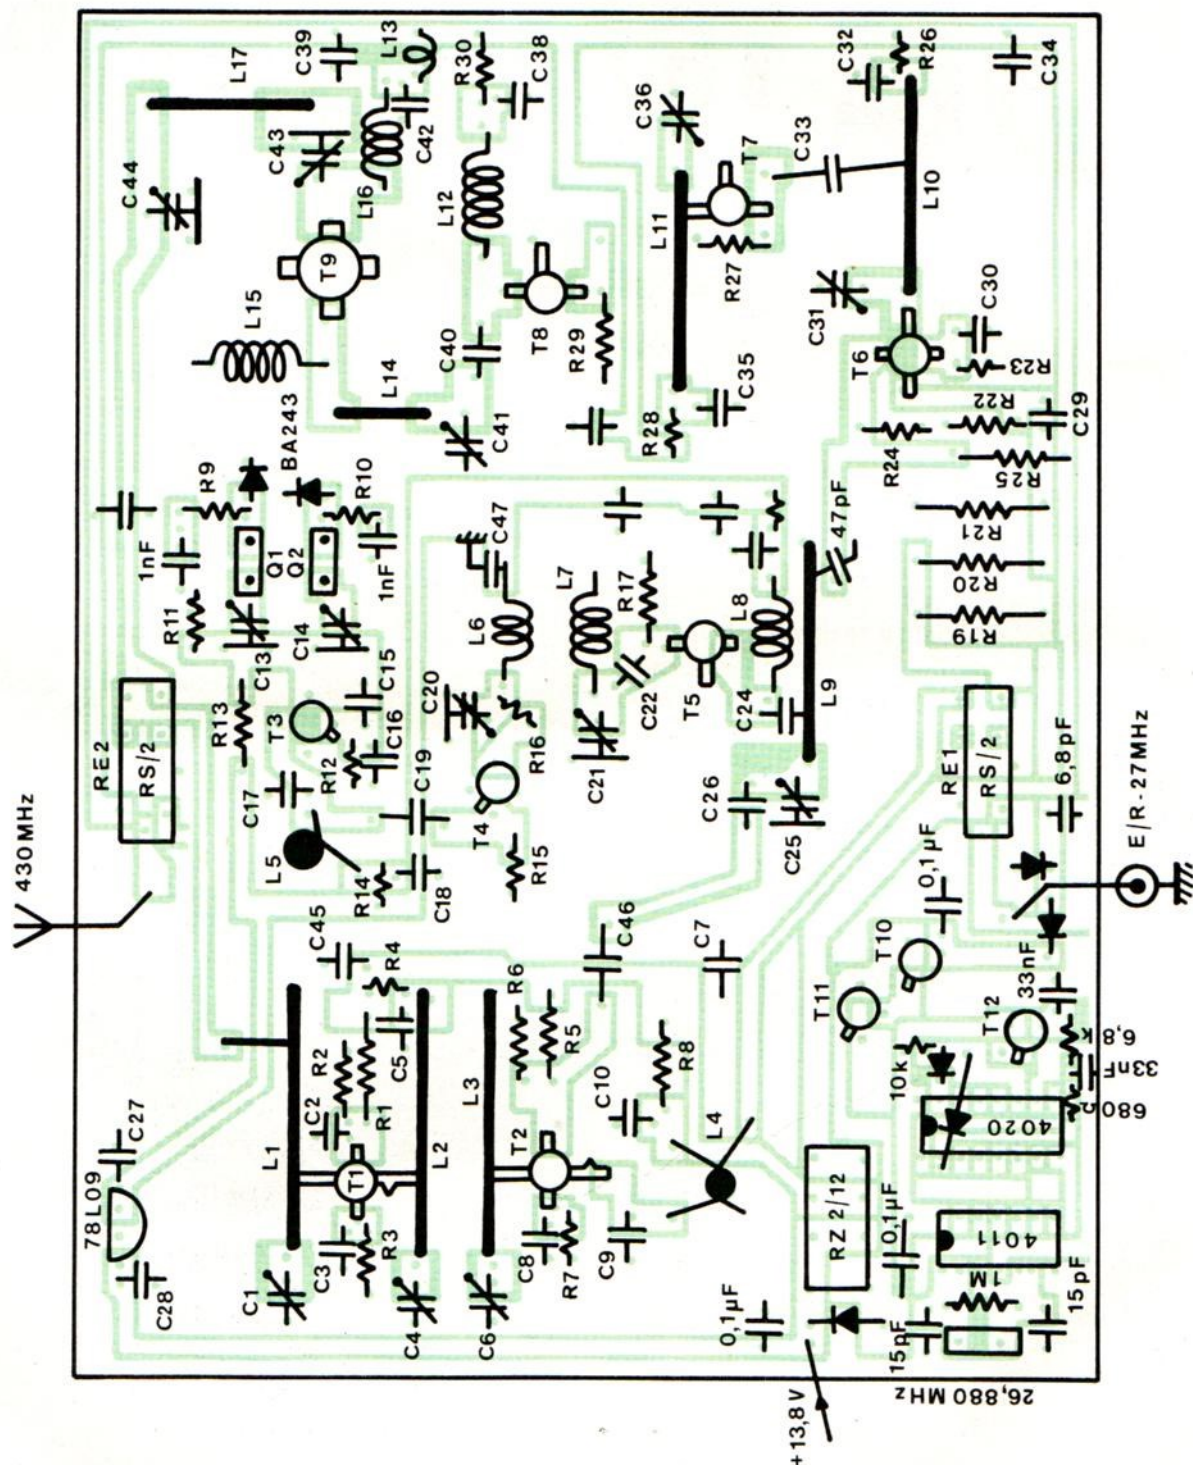 430 MHz
L17
C39
L13
R30
C38
C32
R26
C34
C44
C43
L16
C42
L12
C36
T7
C33
L10
T9
L11
R27
L15
T8
C31
C30
C40
R29
T6
R23
L14
C35
R22
C41
R28
C29
BA243
R9
R10
R24
R25
1nF
Q1
Q2
1nF
C47
47pF
R21
R11
L6
L7
R17
L8
R20
C13
C14
C15
R19
RE2
RS/2
R13
T3
C20
C22
T5
C24
L9
R12
C16
R16
C21
RE1
RS/2
6,8pF
E/R-27MHz
C17
C19
T4
C26
C25
L5
R14
C18
R15
0,1µF
C45
R4
C46
C7
T10
R6
T11
33nF
R2
C5
R5
T12
6,8k
C2
R1
L3
R8
10k
33nF
C27
L1
C10
680Ω
T1
L2
T2
L4
4020
78L09
C3
R3
C8
R7
C9
RZ 2/12
0,1µF
4011
C28
1M
C1
C4
C6
0,1µF
15pF
15pF
+13,8 V
26,880 MHz